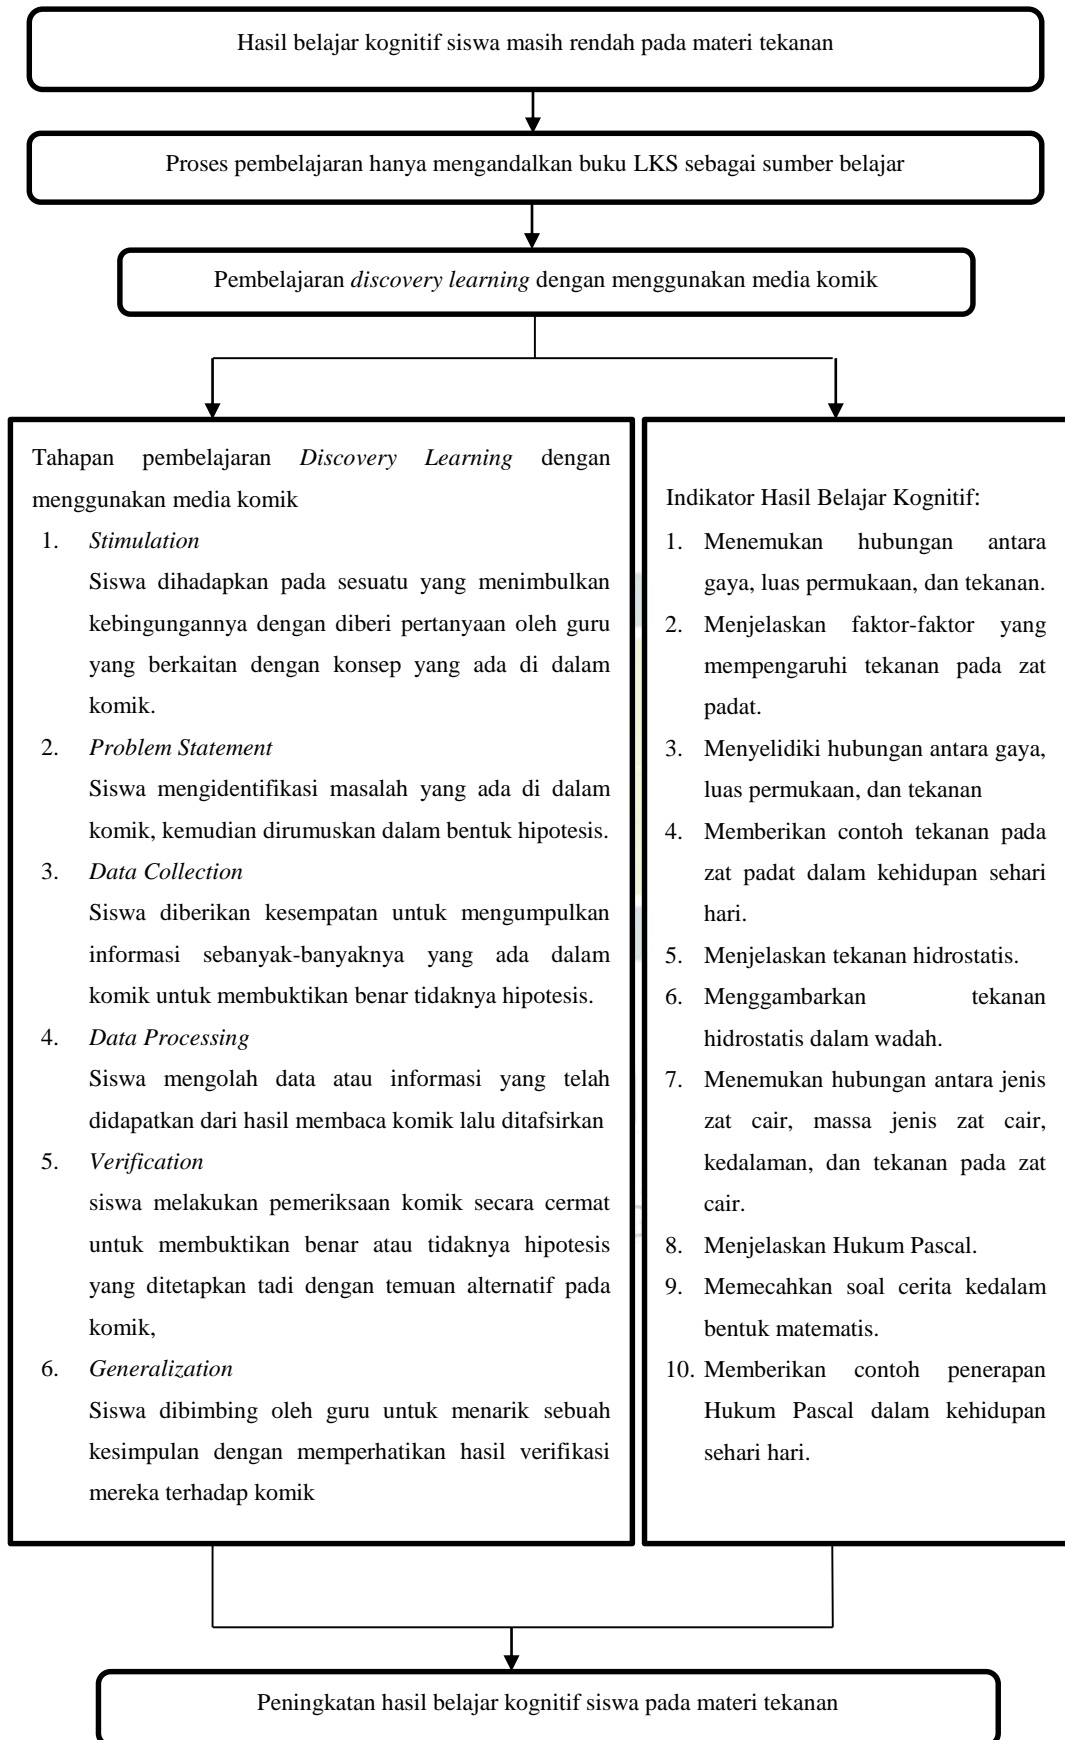 Hasil belajar kognitif siswa masih rendah pada materi tekanan
Proses pembelajaran hanya mengandalkan buku LKS sebagai sumber belajar
Pembelajaran discovery learning dengan menggunakan media komik
Tahapan pembelajaran Discovery Learning dengan
menggunakan media komik
1. Stimulation
Siswa dihadapkan pada sesuatu yang menimbulkan
kebingungannya dengan diberi pertanyaan oleh guru
yang berkaitan dengan konsep yang ada di dalam
komik.
2. Problem Statement
Siswa mengidentifikasi masalah yang ada di dalam
komik, kemudian dirumuskan dalam bentuk hipotesis.
3. Data Collection
Siswa diberikan kesempatan untuk mengumpulkan
informasi sebanyak-banyaknya yang ada dalam
komik untuk membuktikan benar tidaknya hipotesis.
4. Data Processing
Siswa mengolah data atau informasi yang telah
didapatkan dari hasil membaca komik lalu ditafsirkan
5. Verification
siswa melakukan pemeriksaan komik secara cermat
untuk membuktikan benar atau tidaknya hipotesis
yang ditetapkan tadi dengan temuan alternatif pada
komik,
6. Generalization
Siswa dibimbing oleh guru untuk menarik sebuah
kesimpulan dengan memperhatikan hasil verifikasi
mereka terhadap komik
Indikator Hasil Belajar Kognitif:
1. Menemukan hubungan antara
gaya, luas permukaan, dan tekanan.
2. Menjelaskan faktor-faktor yang
mempengaruhi tekanan pada zat
padat.
3. Menyelidiki hubungan antara gaya,
luas permukaan, dan tekanan
4. Memberikan contoh tekanan pada
zat padat dalam kehidupan sehari
hari.
5. Menjelaskan tekanan hidrostatis.
6. Menggambarkan tekanan
hidrostatis dalam wadah.
7. Menemukan hubungan antara jenis
zat cair, massa jenis zat cair,
kedalaman, dan tekanan pada zat
cair.
8. Menjelaskan Hukum Pascal.
9. Memecahkan soal cerita kedalam
bentuk matematis.
10. Memberikan contoh penerapan
Hukum Pascal dalam kehidupan
sehari hari.
Peningkatan hasil belajar kognitif siswa pada materi tekanan